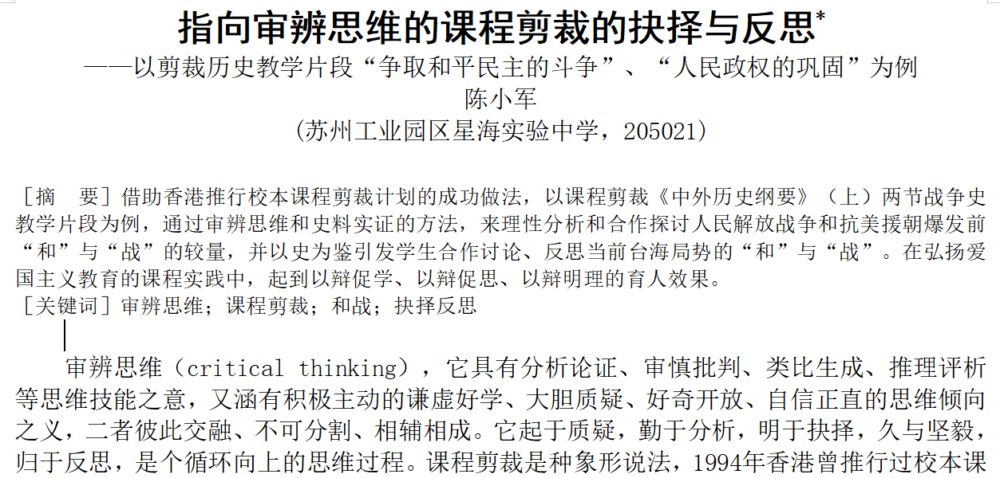 指向审辨思维的课程剪裁的抉择与反思*
——以剪裁历史教学片段“争取和平民主的斗争”、“人民政权的巩固”为例
陈小军
(苏州工业园区星海实验中学，205021)
［摘　要］借助香港推行校本课程剪裁计划的成功做法，以课程剪裁《中外历史纲要》（上）两节战争史
教学片段为例，通过审辨思维和史料实证的方法，来理性分析和合作探讨人民解放战争和抗美援朝爆发前
“和”与“战”的较量，并以史为鉴引发学生合作讨论、反思当前台海局势的“和”与“战”。在弘扬爱
国主义教育的课程实践中，起到以辩促学、以辩促思、以辩明理的育人效果。
［关键词］审辨思维；课程剪裁；和战；抉择反思
审辨思维（critical thinking），它具有分析论证、审慎批判、类比生成、推理评析
等思维技能之意，又涵有积极主动的谦虚好学、大胆质疑、好奇开放、自信正直的思维倾向
之义，二者彼此交融、不可分割、相辅相成。它起于质疑，勤于分析，明于抉择，久与坚毅，
归于反思，是个循环向上的思维过程。课程剪裁是种象形说法，1994年香港曾推行过校本课